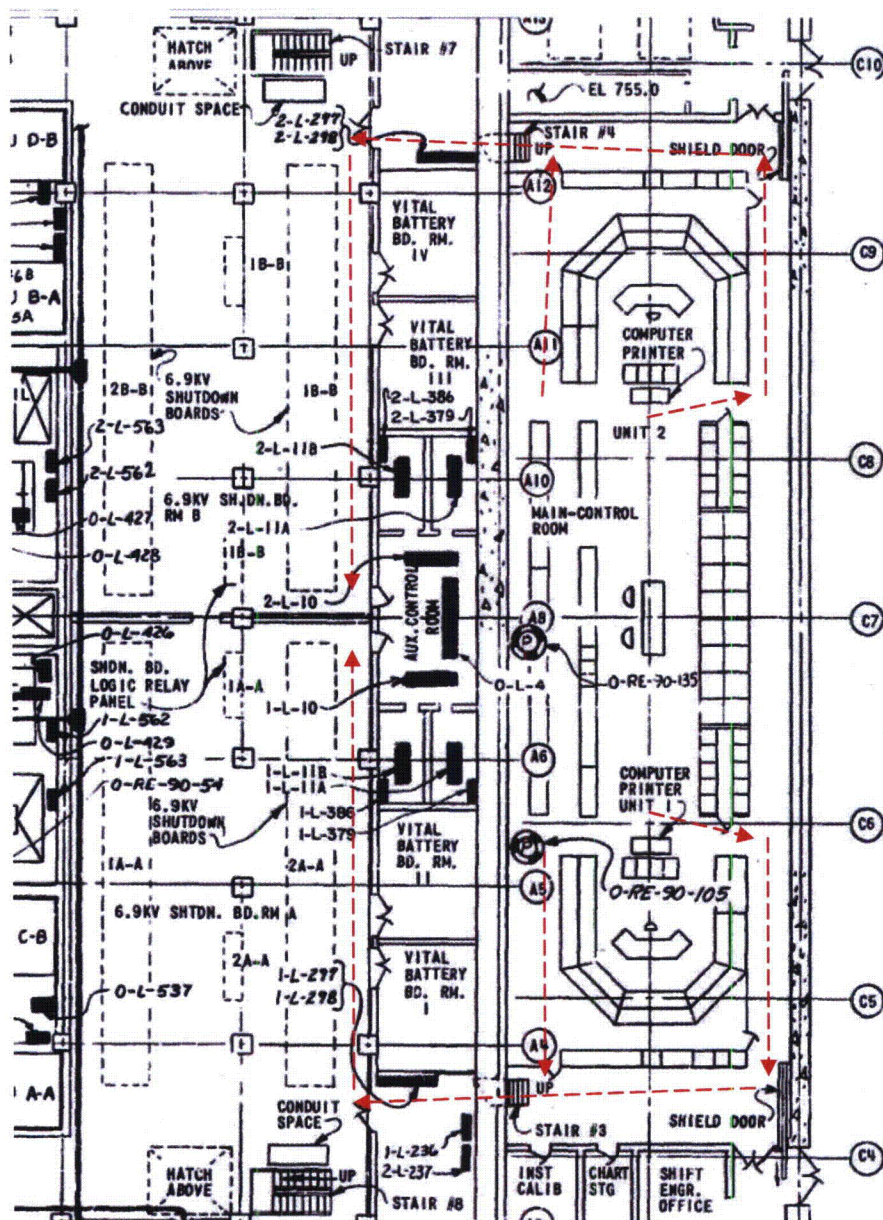 A13
HATCH
ABOVE
UP
STAIR #7
C10
CONDUIT SPACE
EL 755.0
2-L-297
2-L-298
STAIR #4
UP
SHIELD DOOR
U D-B
A12
VITAL
BATTERY
BD. RM.
IV
C9
1B-B
U B-A
5A
VITAL
BATTERY
BD. RM.
III
A11
COMPUTER
PRINTER
UNIT 2
2B-B
6.9KV
SHUTDOWN
BOARDS
1B-B
2-L-386
2-L-379
2-L-563
2-L-11B
C8
2-L-562
A10
6.9KV SH.DN.BD.
RM B
MAIN-CONTROL
ROOM
0-L-427
2-L-11A
0-L-428
11B-B
2-L-10
AUX. CONTROL
ROOM
A8
C7
0-L-426
SHDN. BD.
LOGIC RELAY
PANEL
1A-A
0-RE-90-135
1-L-10
0-L-4
1-L-562
0-L-429
A6
1-L-563
1-L-11B
1-L-11A
COMPUTER
PRINTER
UNIT 1
0-RE-90-54
6.9KV
SHUTDOWN
BOARDS
1-L-386
1-L-379
C6
VITAL
BATTERY
BD. RM.
II
1A-A
2A-A
A5
0-RE-90-105
6.9KV SHTDN. BD.RM A
C-B
2A-A
VITAL
BATTERY
BD. RM.
I
1-L-297
1-L-298
0-L-537
C5
A4
A-A
UP
CONDUIT
SPACE
STAIR #3
SHIELD DOOR
1-L-236
2-L-237
C4
HATCH
ABOVE
UP
STAIR #8
INST
CALIB
CHART
STG
SHIFT
ENGR.
OFFICE